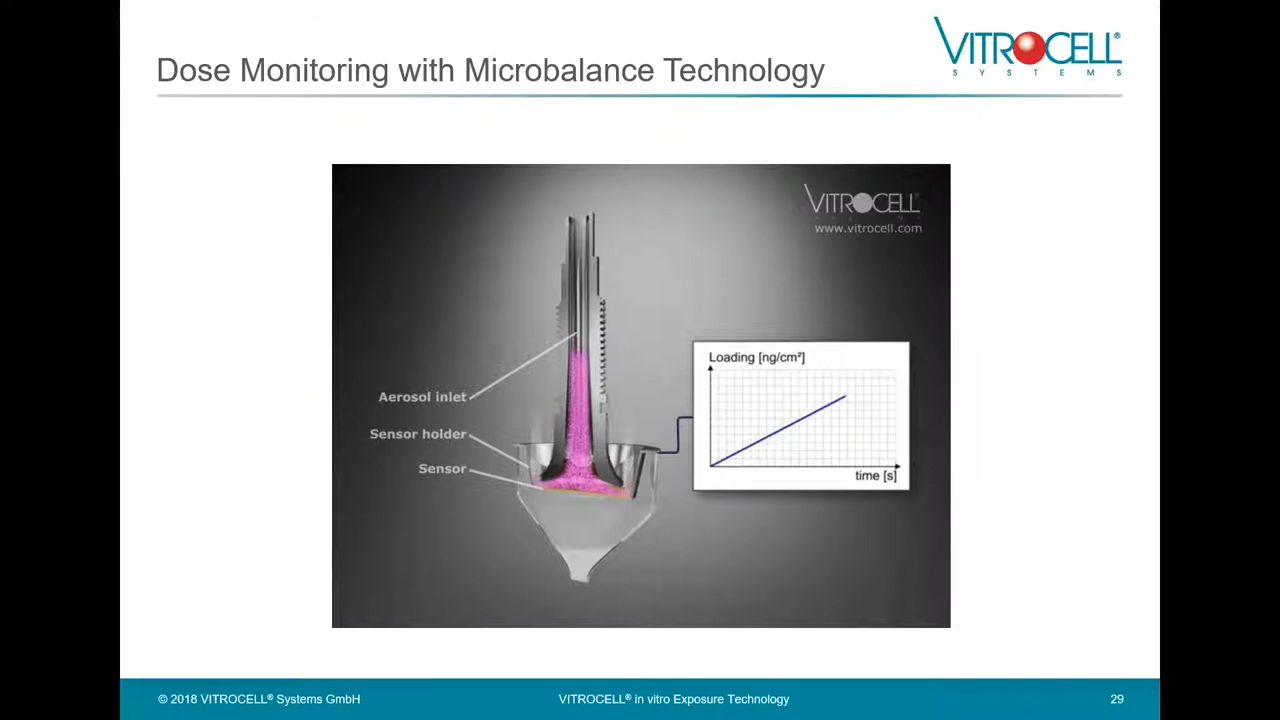 Dose Monitoring with Microbalance Technology
VITROCELL®
SYSTEMS
VITROCELL®
www.vitrocell.com
Aerosol inlet
Sensor holder
Sensor
Loading [ng/cm²]
time [s]
© 2018 VITROCELL® Systems GmbH
VITROCELL® in vitro Exposure Technology
29